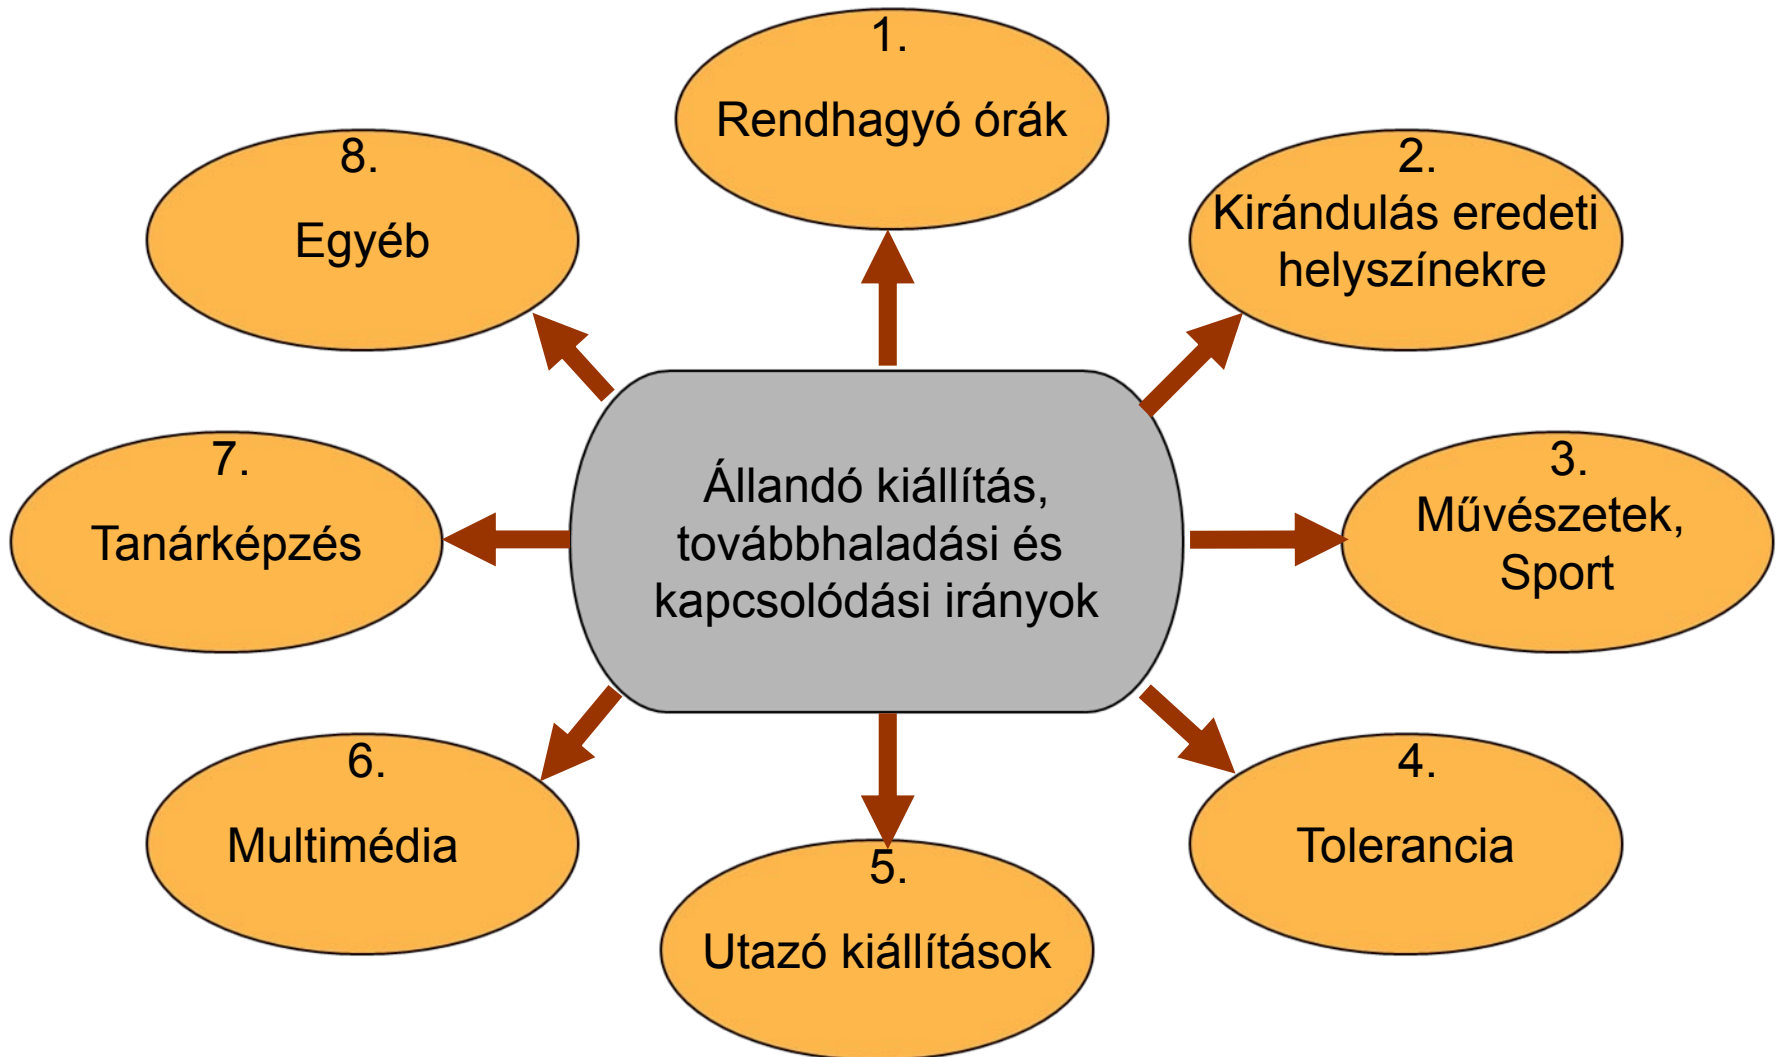 1.
Rendhagyó órák
2.
Kirándulás eredeti
helyszínekre
3.
Művészetek,
Sport
4.
Tolerancia
5.
Utazó kiállítások
6.
Multimédia
7.
Tanárképzés
8.
Egyéb
Állandó kiállítás,
továbbhaladási és
kapcsolódási irányok